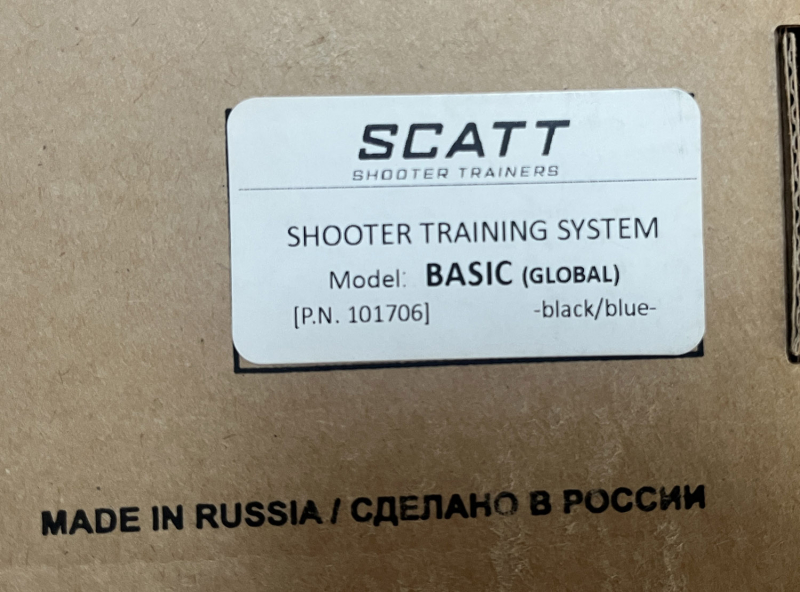 SCATT
SHOOTER TRAINERS
SHOOTER TRAINING SYSTEM
Model: BASIC (GLOBAL)
[P.N. 101706] -black/blue-
MADE IN RUSSIA / СДЕЛАНО В РОССИИ